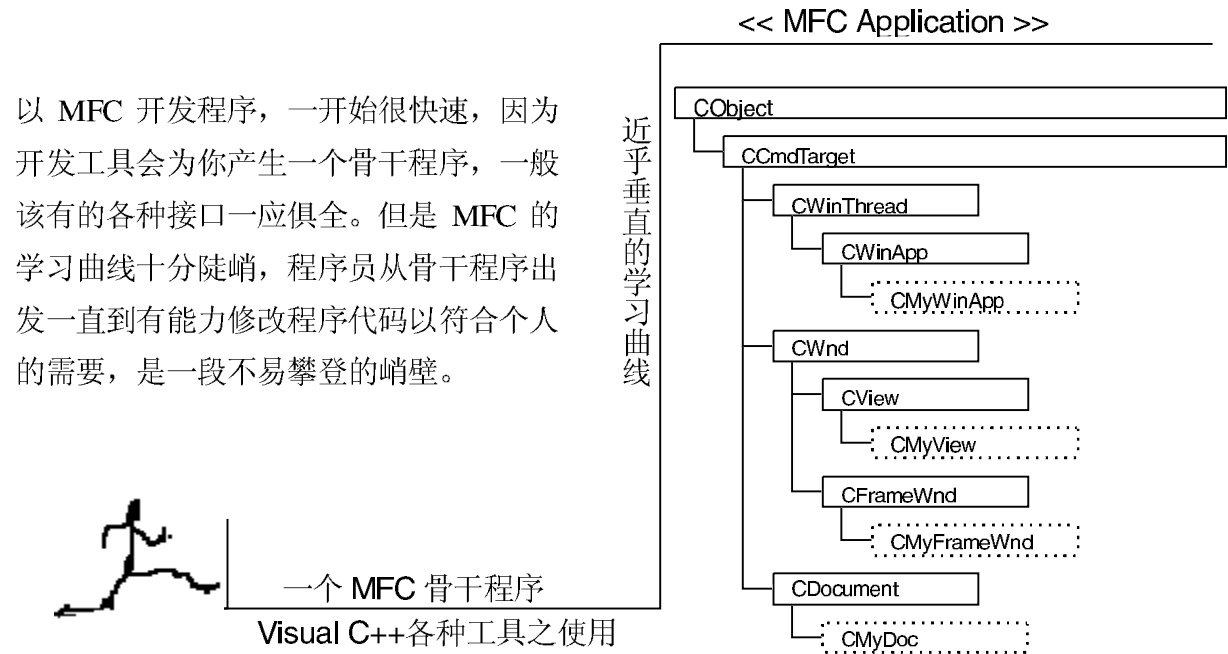 << MFC Application >>
以 MFC 开发程序，一开始很快速，因为
开发工具会为你产生一个骨干程序，一般
该有的各种接口一应俱全。但是 MFC 的
学习曲线十分陡峭，程序员从骨干程序出
发一直到有能力修改程序代码以符合个人
的需要，是一段不易攀登的峭壁。
近乎垂直的学习曲线
CObject
CCmdTarget
CWinThread
CWinApp
CMyWinApp
CWnd
CView
CMyView
CFrameWnd
CMyFrameWnd
CDocument
CMyDoc
一个 MFC 骨干程序
Visual C++各种工具之使用